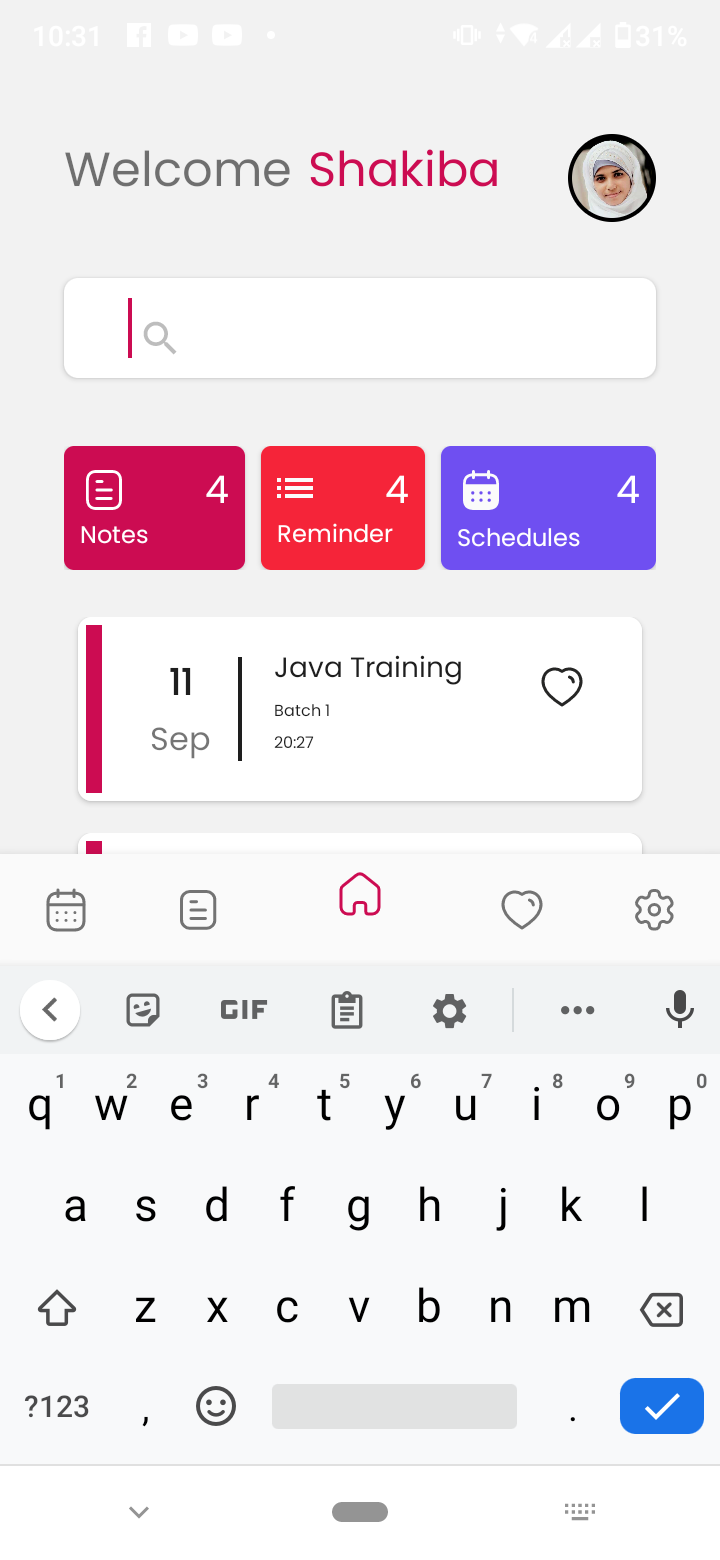 10:31 31%
Welcome Shakiba
4 4 4
Notes Reminder Schedules
11 Java Training
Batch 1
Sep 20:27
GIF
1 2 3 4 5 6 7 8 9 0
q w e r t y u i o p
a s d f g h j k l
z x c v b n m
?123 , .